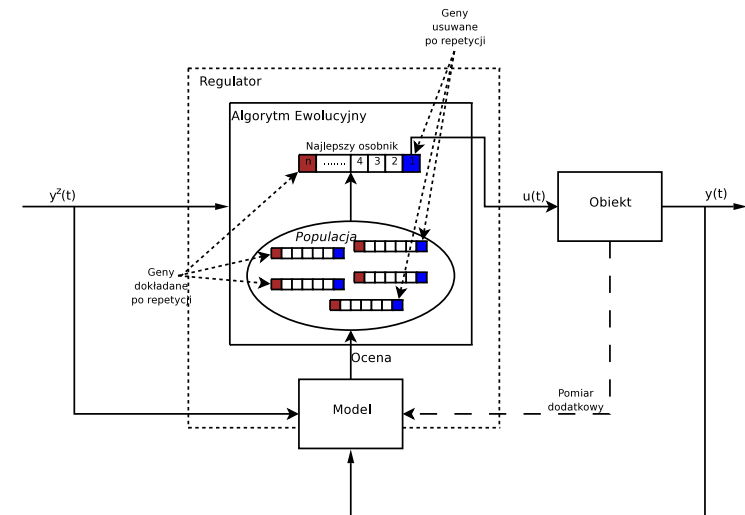 Geny
usuwane
po repetycji
Regulator
Algorytm Ewolucyjny
Najlepszy osobnik
n ...... 4 3 2 1
y^z(t)
u(t)
Obiekt
y(t)
Populacja
Geny
dokładane
po repetycji
Ocena
Model
Pomiar
dodatkowy